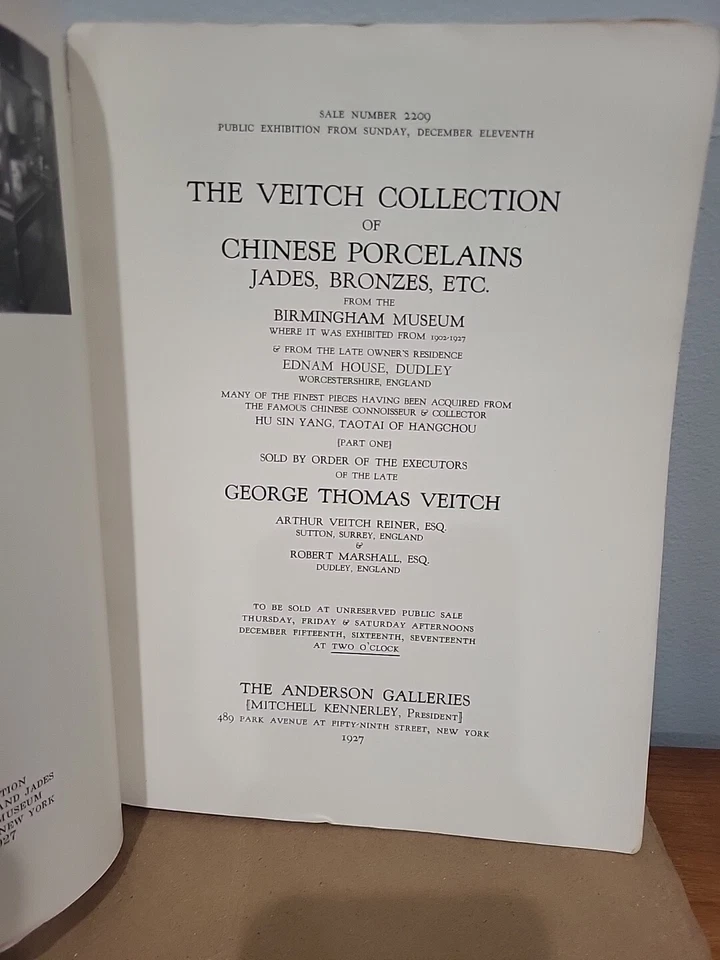 SALE NUMBER 2209
PUBLIC EXHIBITION FROM SUNDAY, DECEMBER ELEVENTH
THE VEITCH COLLECTION
OF
CHINESE PORCELAINS
JADES, BRONZES, ETC.
FROM THE
BIRMINGHAM MUSEUM
WHERE IT WAS EXHIBITED FROM 1902-1927
& FROM THE LATE OWNER'S RESIDENCE
EDNAM HOUSE, DUDLEY
WORCESTERSHIRE, ENGLAND
MANY OF THE FINEST PIECES HAVING BEEN ACQUIRED FROM
THE FAMOUS CHINESE CONNOISSEUR & COLLECTOR
HU SIN YANG, TAOTAI OF HANGCHOU
[PART ONE]
SOLD BY ORDER OF THE EXECUTORS
OF THE LATE
GEORGE THOMAS VEITCH
ARTHUR VEITCH REINER, ESQ.
SUTTON, SURREY, ENGLAND
&
ROBERT MARSHALL, ESQ.
DUDLEY, ENGLAND
TO BE SOLD AT UNRESERVED PUBLIC SALE
THURSDAY, FRIDAY & SATURDAY AFTERNOONS
DECEMBER FIFTEENTH, SIXTEENTH, SEVENTEENTH
AT TWO O'CLOCK
THE ANDERSON GALLERIES
[MITCHELL KENNERLEY, PRESIDENT]
489 PARK AVENUE AT FIFTY-NINTH STREET, NEW YORK
1927
TION
AND JADES
MUSEUM
NEW YORK
927